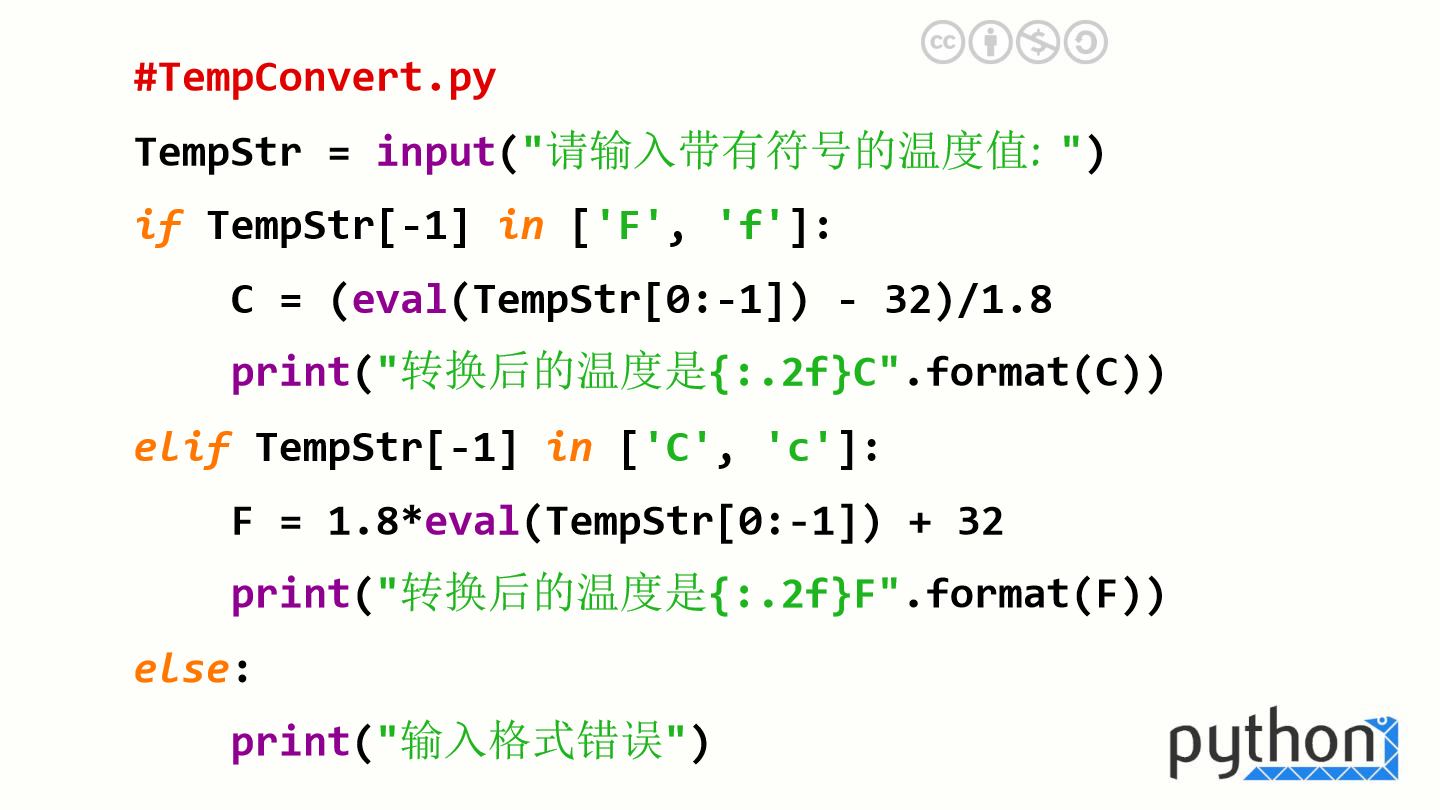 #TempConvert.py
TempStr = input("请输入带有符号的温度值: ")
if TempStr[-1] in ['F', 'f']:
    C = (eval(TempStr[0:-1]) - 32)/1.8
    print("转换后的温度是{:.2f}C".format(C))
elif TempStr[-1] in ['C', 'c']:
    F = 1.8*eval(TempStr[0:-1]) + 32
    print("转换后的温度是{:.2f}F".format(F))
else:
    print("输入格式错误")
cc
python